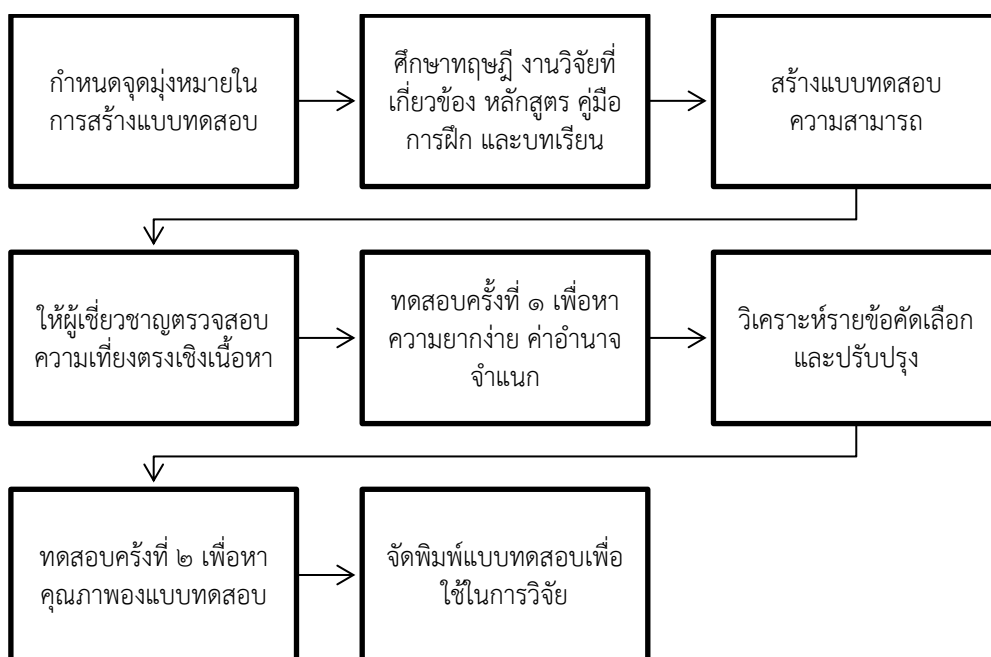 กำหนดจุดมุ่งหมายใน
การสร้างแบบทดสอบ
ศึกษาทฤษฎี งานวิจัยที่
เกี่ยวข้อง หลักสูตร คู่มือ
การฝึก และบทเรียน
สร้างแบบทดสอบ
ความสามารถ
ให้ผู้เชี่ยวชาญตรวจสอบ
ความเที่ยงตรงเชิงเนื้อหา
ทดสอบครั้งที่ ๑ เพื่อหา
ความยากง่าย ค่าอำนาจ
จำแนก
วิเคราะห์รายข้อคัดเลือก
และปรับปรุง
ทดสอบคร้งที่ ๒ เพื่อหา
คุณภาพองแบบทดสอบ
จัดพิมพ์แบบทดสอบเพื่อ
ใช้ในการวิจัย